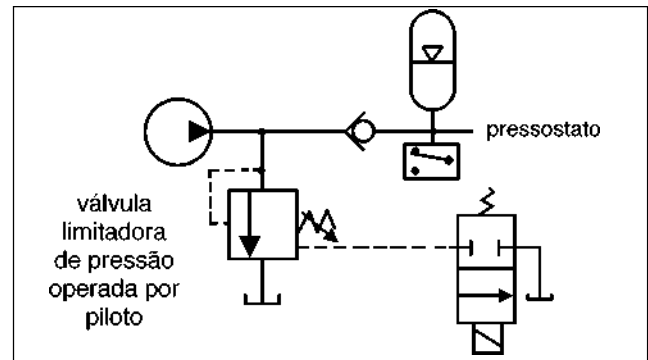 pressostato
válvula
limitadora
de pressão
operada por
piloto